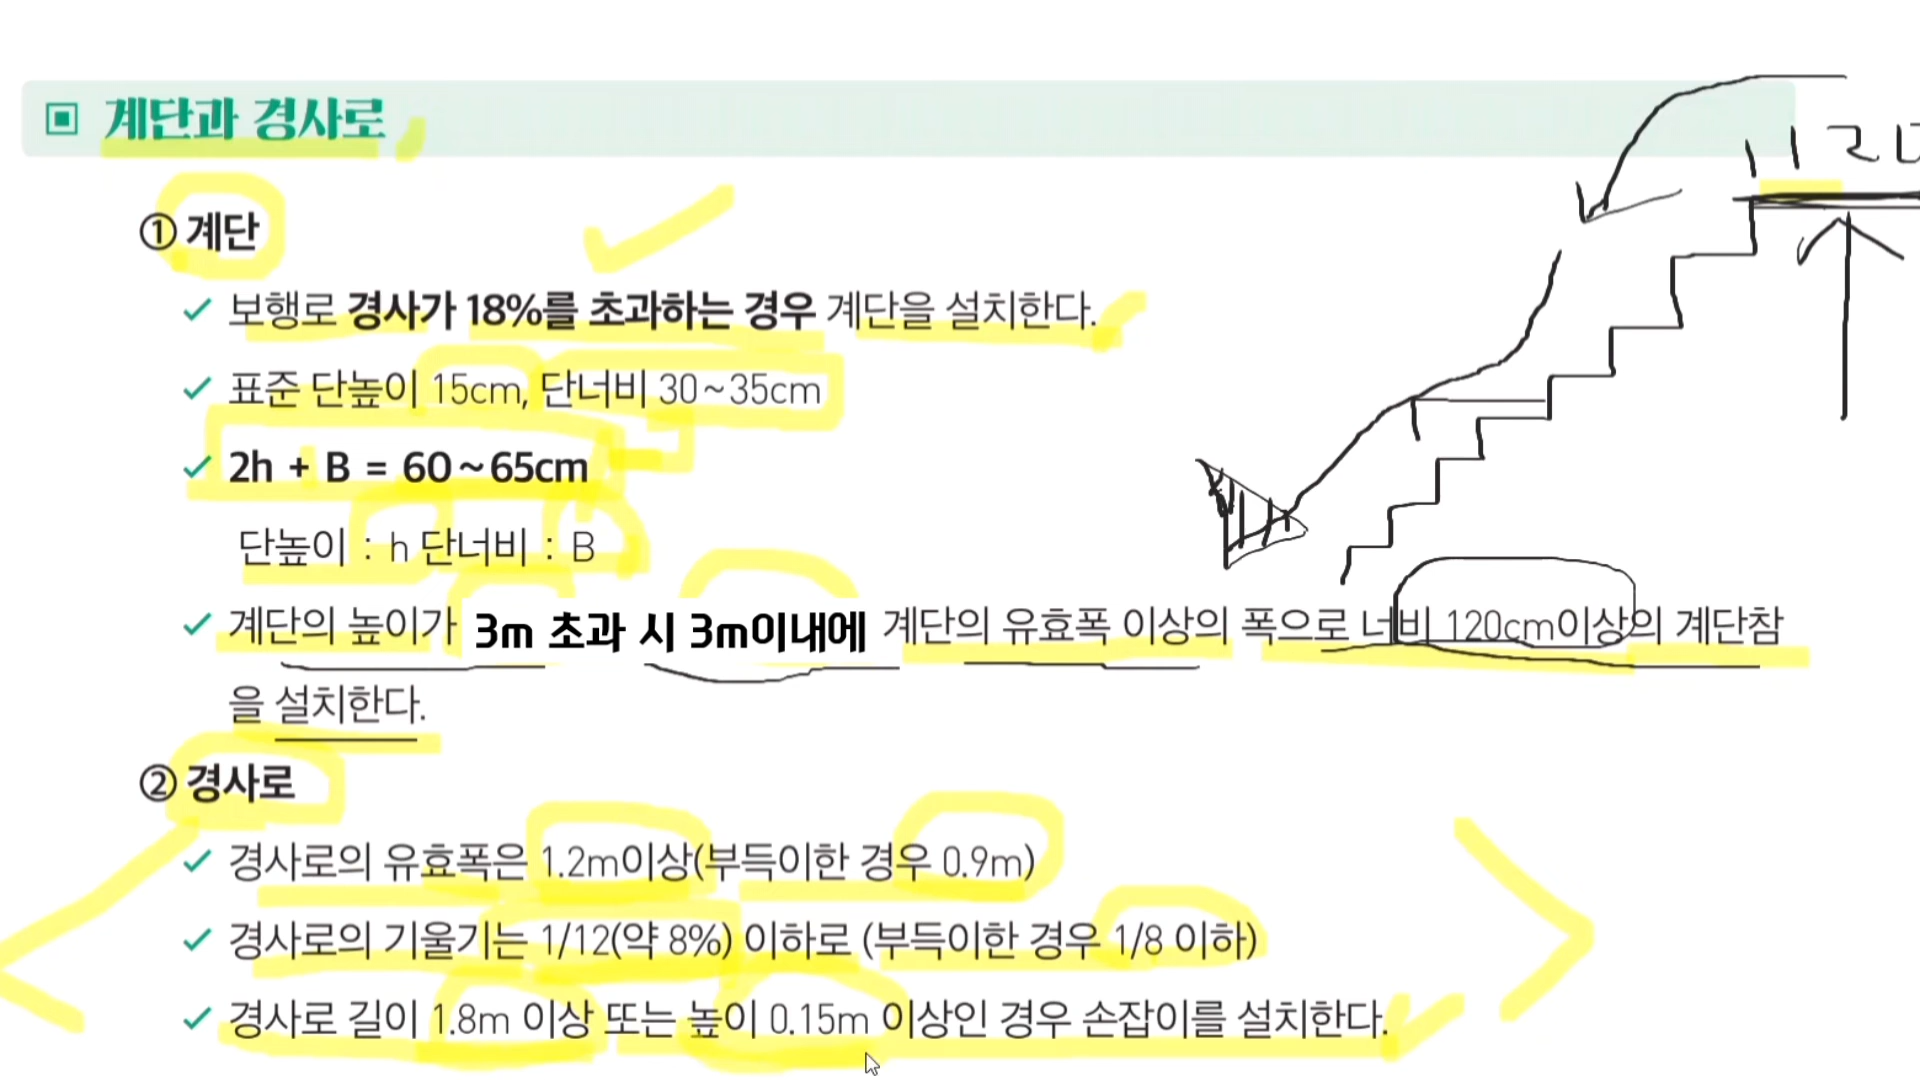 ▣ 계단과 경사로
① 계단
✓ 보행로 경사가 18%를 초과하는 경우 계단을 설치한다.
✓ 표준 단높이 15cm, 단너비 30~35cm
✓ 2h + B = 60~65cm
단높이 : h 단너비 : B
✓ 계단의 높이가 3m 초과 시 3m이내에 계단의 유효폭 이상의 폭으로 너비 120cm이상의 계단참
을 설치한다.
② 경사로
✓ 경사로의 유효폭은 1.2m이상(부득이한 경우 0.9m)
✓ 경사로의 기울기는 1/12(약 8%) 이하로 (부득이한 경우 1/8 이하)
✓ 경사로 길이 1.8m 이상 또는 높이 0.15m 이상인 경우 손잡이를 설치한다.